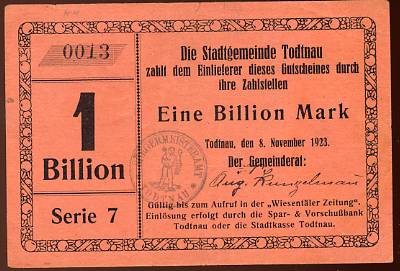 0013
1
Billion
Serie 7
Die Stadtgemeinde Todtnau
zahlt dem Einlieferer dieses Gutscheines durch
ihre Zahlstellen
Eine Billion Mark
Todtnau, den 8. November 1923.
Der Gemeinderat:
BÜRGERMEISTERAMT
TODTNAU
Gültig bis zum Aufruf in der „Wiesentäler Zeitung".
Einlösung erfolgt durch die Spar- & Vorschußbank
Todtnau oder die Stadtkasse Todtnau.